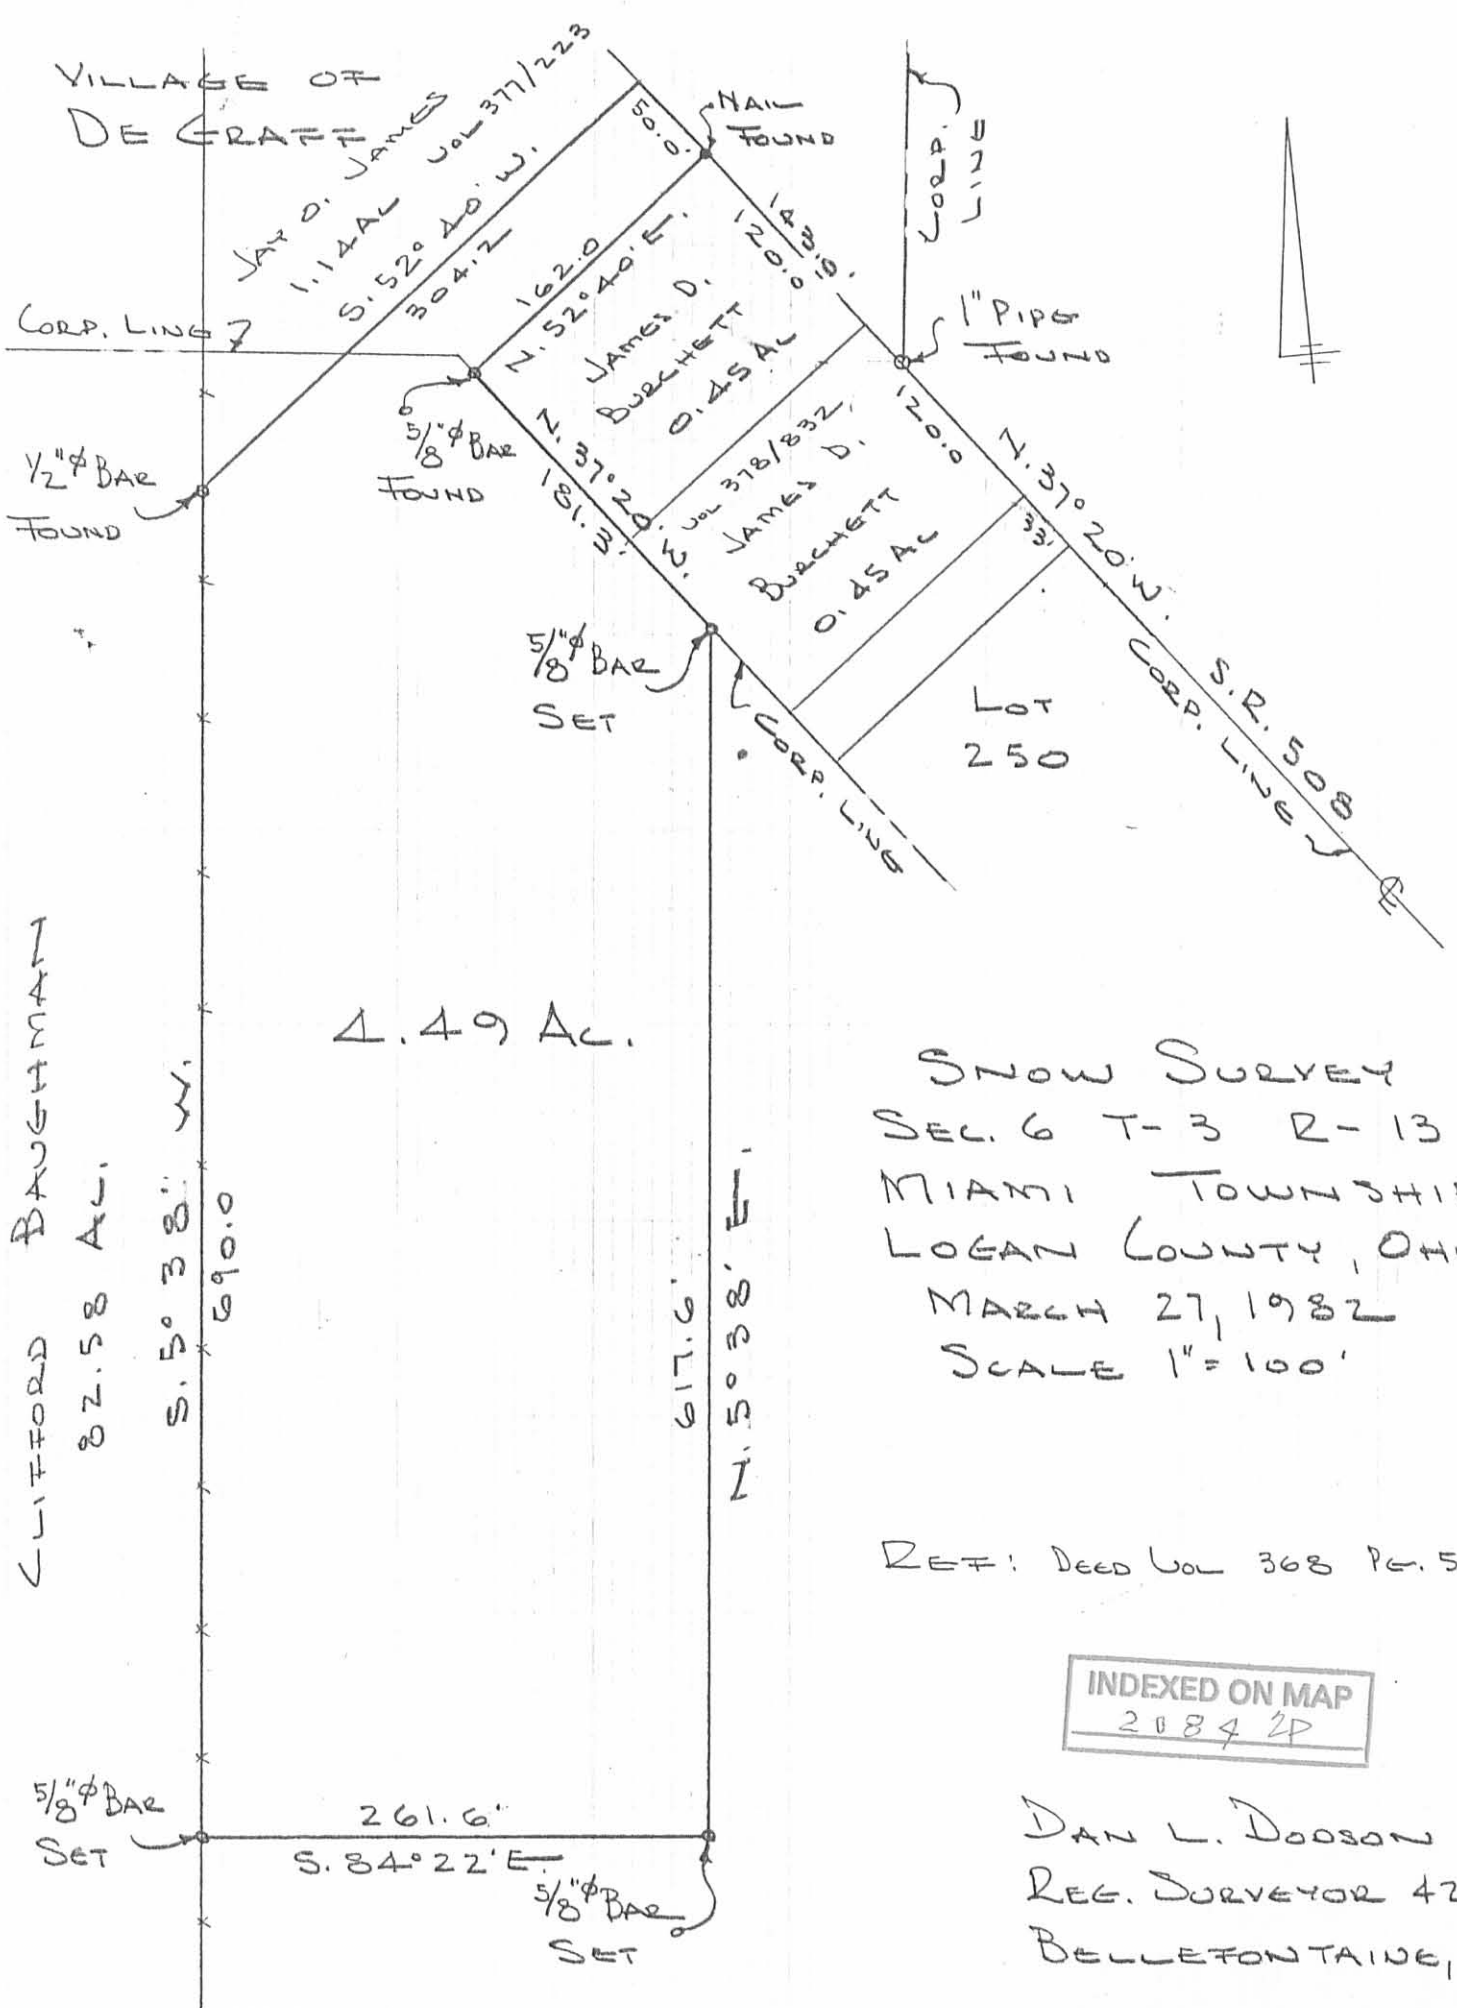 VILLAGE OF
DE GRAFF
JAY D. JAMES
1.14 AC VOL 377/223
S. 52° 40' W.
304.2
50.0'
NAIL
FOUND
CORP.
LINE
143.0'
120.0
162.0
N. 52° 40' E.
JAMES D.
BURCHETT
0.45 AC
CORP. LINE
1" PIPE
FOUND
5/8"⌀ BAR
FOUND
1/2"⌀ BAR
FOUND
N. 37° 20' W.
181.3'
VOL 378/832
JAMES D.
BURCHETT
0.45 AC
120.0
33'
N. 37° 20' W.
S.R. 508
CORP. LINE
5/8"⌀ BAR
SET
CORP. LINE
LOT
250
CLIFFORD BAUGHMAN
82.58 AC.
S. 5° 38' W.
690.0
4.49 AC.
617.6'
N. 5° 38' E.
SNOW SURVEY
SEC. 6 T-3 R-13
MIAMI TOWNSHI
LOGAN COUNTY, OH
MARCH 27, 1982
SCALE 1" = 100'
REF: DEED VOL 368 PG. 5
INDEXED ON MAP
2084 2P
5/8"⌀ BAR
SET
261.6'
S. 84° 22' E.
5/8"⌀ BAR
SET
DAN L. DODSON
REG. SURVEYOR 42
BELLEFONTAINE,